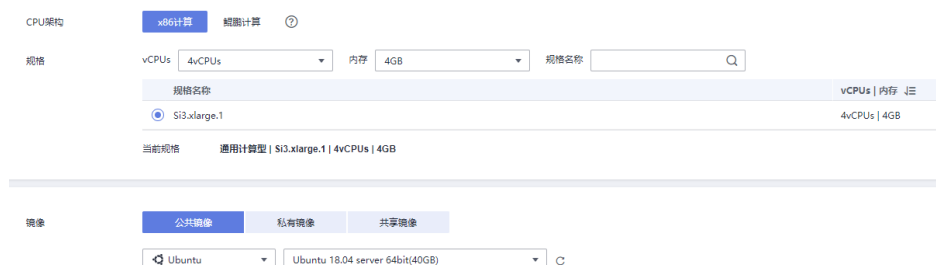 CPU架构 x86计算 鲲鹏计算 ?
规格 vCPUs 4vCPUs 内存 4GB 规格名称
规格名称 vCPUs | 内存
Si3.xlarge.1 4vCPUs | 4GB
当前规格 通用计算型 | Si3.xlarge.1 | 4vCPUs | 4GB
镜像 公共镜像 私有镜像 共享镜像
Ubuntu Ubuntu 18.04 server 64bit(40GB)